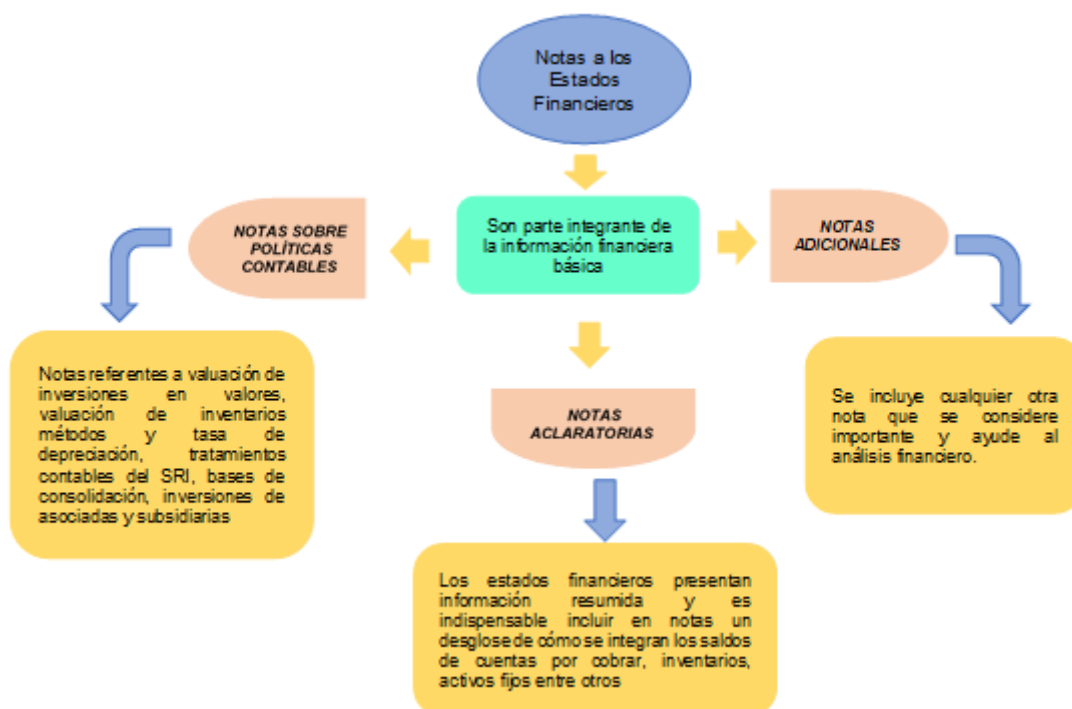 Notas a los
Estados
Financieros
Son parte integrante de
la información financiera
básica
NOTAS SOBRE
POLÍTICAS
CONTABLES
NOTAS
ADICIONALES
Notas referentes a valuación de
inversiones en valores,
valuación de inventarios
métodos y tasa de
depreciación, tratamientos
contables del SRI, bases de
consolidación, inversiones de
asociadas y subsidiarias
NOTAS
ACLARATORIAS
Se incluye cualquier otra
nota que se considere
importante y ayude al
análisis financiero.
Los estados financieros presentan
información resumida y es
indispensable incluir en notas un
desglose de cómo se integran los saldos
de cuentas por cobrar, inventarios,
activos fijos entre otros